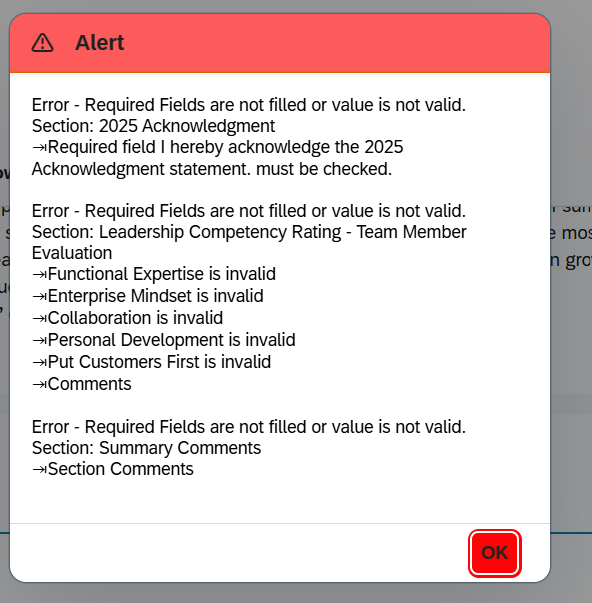 Alert
Error - Required Fields are not filled or value is not valid.
Section: 2025 Acknowledgment
⇥Required field I hereby acknowledge the 2025
Acknowledgment statement. must be checked.
Error - Required Fields are not filled or value is not valid.
Section: Leadership Competency Rating - Team Member
Evaluation
⇥Functional Expertise is invalid
⇥Enterprise Mindset is invalid
⇥Collaboration is invalid
⇥Personal Development is invalid
⇥Put Customers First is invalid
⇥Comments
Error - Required Fields are not filled or value is not valid.
Section: Summary Comments
⇥Section Comments
OK